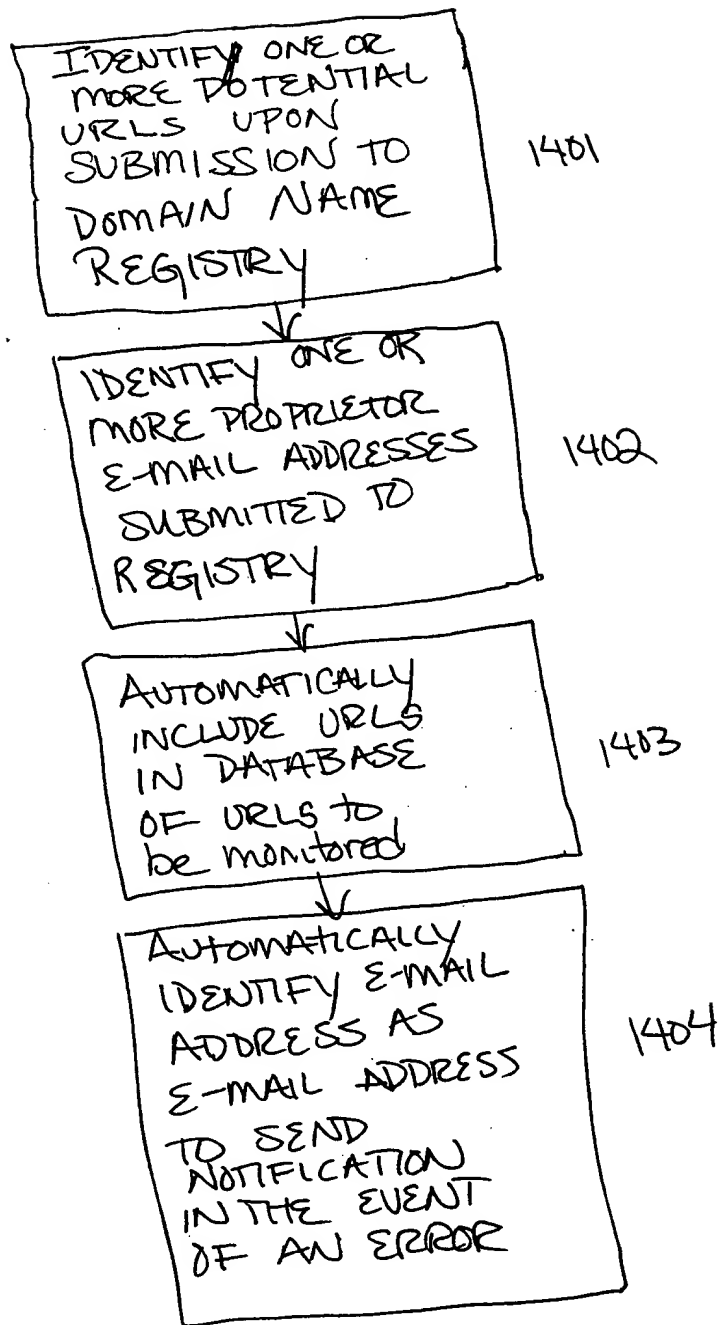 IDENTIFY ONE OR
MORE POTENTIAL
URLS UPON
SUBMISSION TO
DOMAIN NAME
REGISTRY
1401
IDENTIFY ONE OR
MORE PROPRIETOR
E-MAIL ADDRESSES
SUBMITTED TO
REGISTRY
1402
AUTOMATICALLY
INCLUDE URLS
IN DATABASE
OF URLS to
be monitored
1403
AUTOMATICALLY
IDENTIFY E-MAIL
ADDRESS AS
E-MAIL ADDRESS
TO SEND
NOTIFICATION
IN THE EVENT
OF AN ERROR
1404